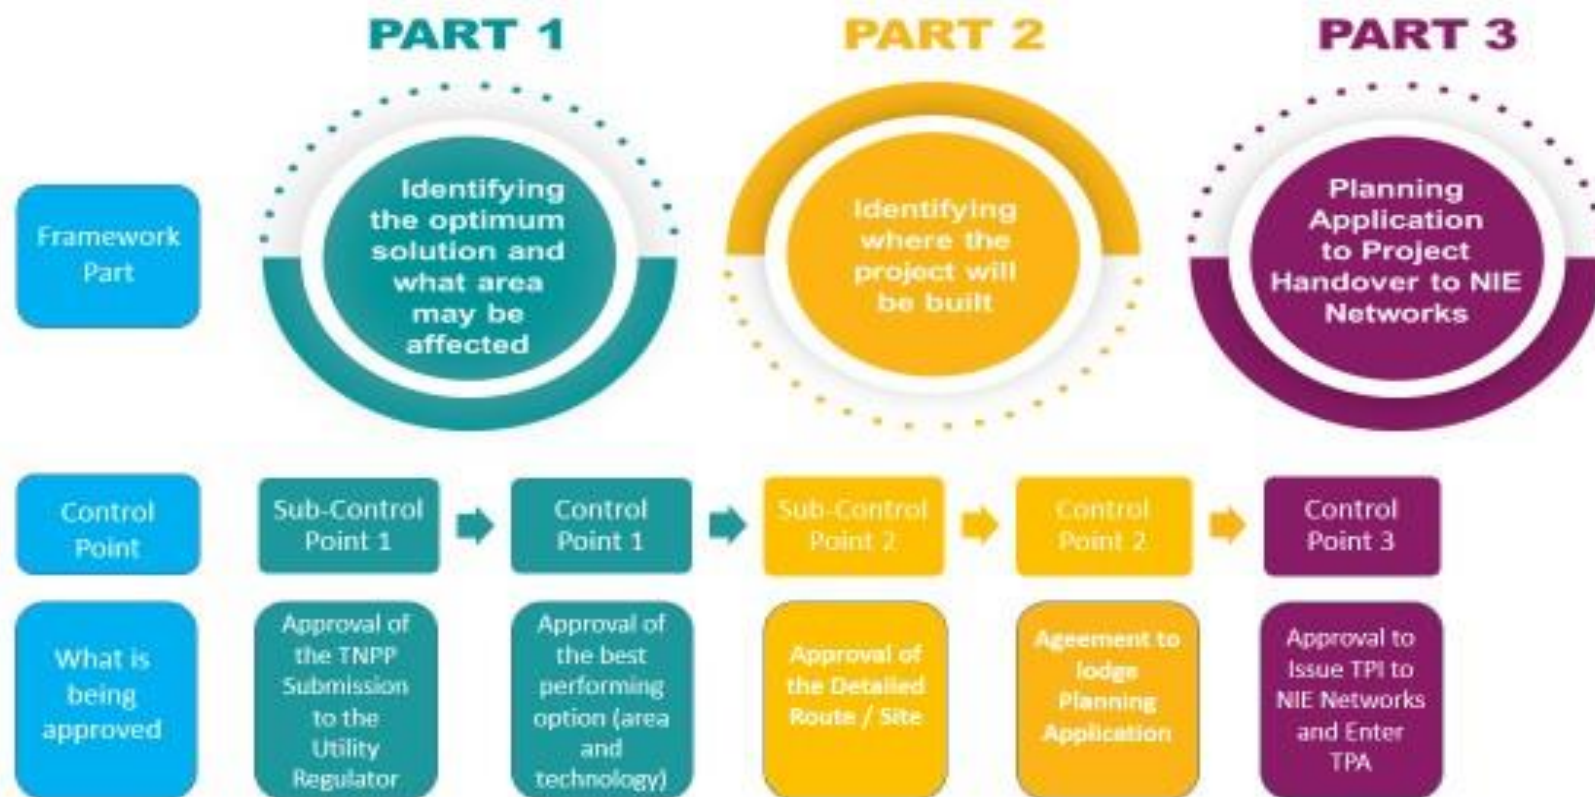 PART 1
PART 2
PART 3
Framework
Part
Identifying
the optimum
solution and
what area
may be
affected
Identifying
where the
project will
be built
Planning
Application
to Project
Handover to NIE
Networks
Control
Point
Sub-Control
Point 1
Control
Point 1
Sub-Control
Point 2
Control
Point 2
Control
Point 3
What is
being
approved
Approval of
the TNPP
Submission
to the
Utility
Regulator
Approval of
the best
performing
option (area
and
technology)
Approval of
the Detailed
Route / Site
Ageement to
lodge
Planning
Application
Approval to
Issue TPI to
NIE Networks
and Enter
TPA